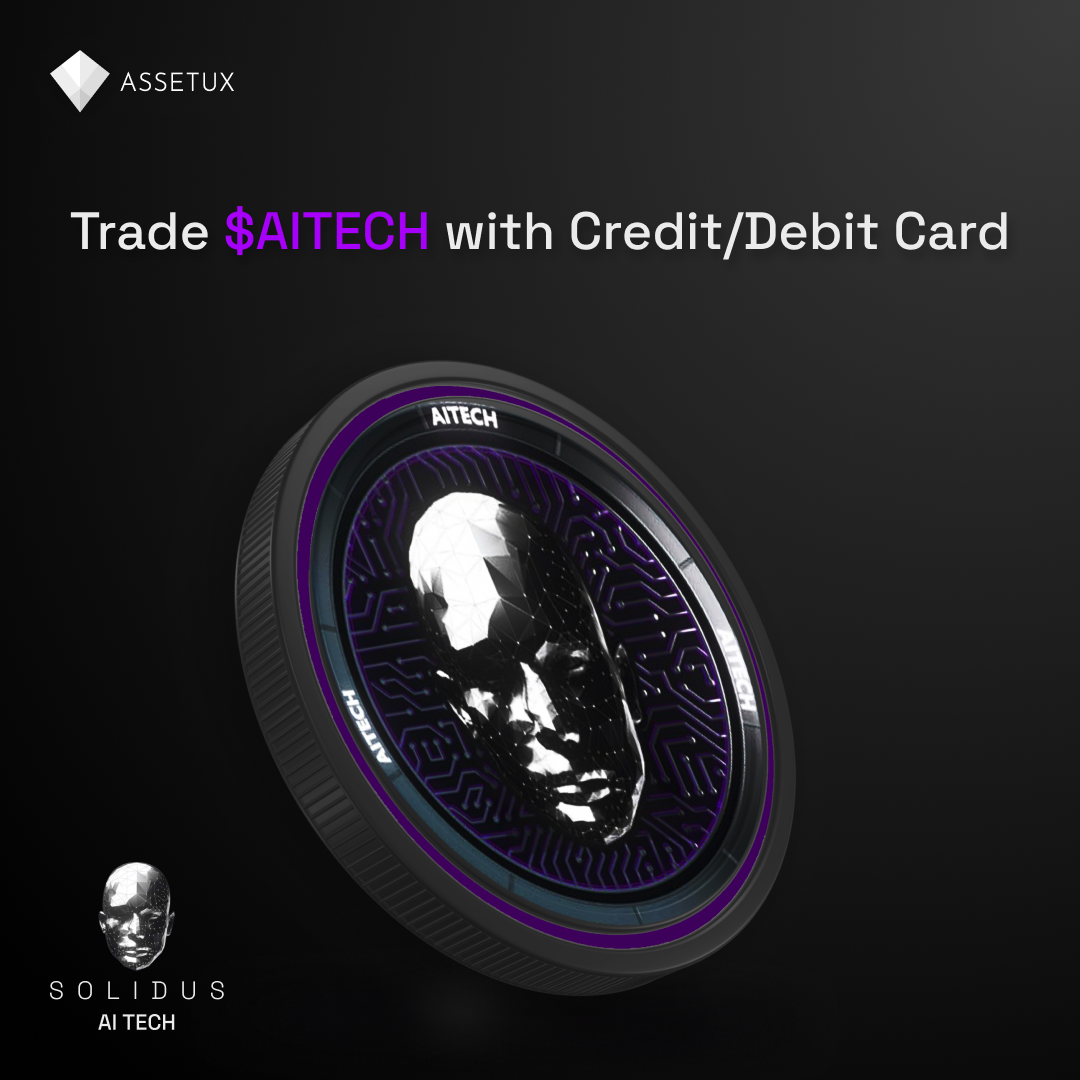 ASSETUX
Trade $AITECH with Credit/Debit Card
AITECH
AITECH
AITECH
SOLIDUS
AI TECH